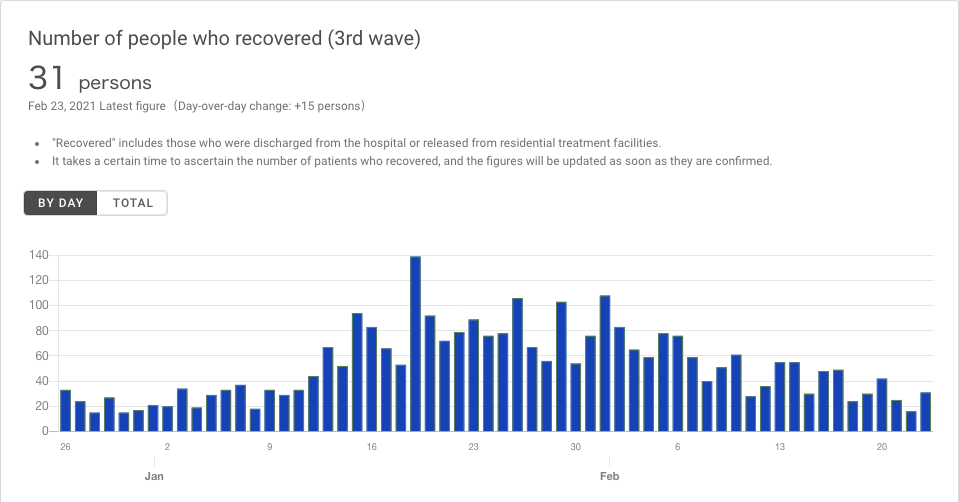 Number of people who recovered (3rd wave)
31 persons
Feb 23, 2021 Latest figure（Day-over-day change: +15 persons）
• "Recovered" includes those who were discharged from the hospital or released from residential treatment facilities.
• It takes a certain time to ascertain the number of patients who recovered, and the figures will be updated as soon as they are confirmed.
BY DAY TOTAL
140
120
100
80
60
40
20
0
26 2 9 16 23 30 6 13 20
Jan Feb